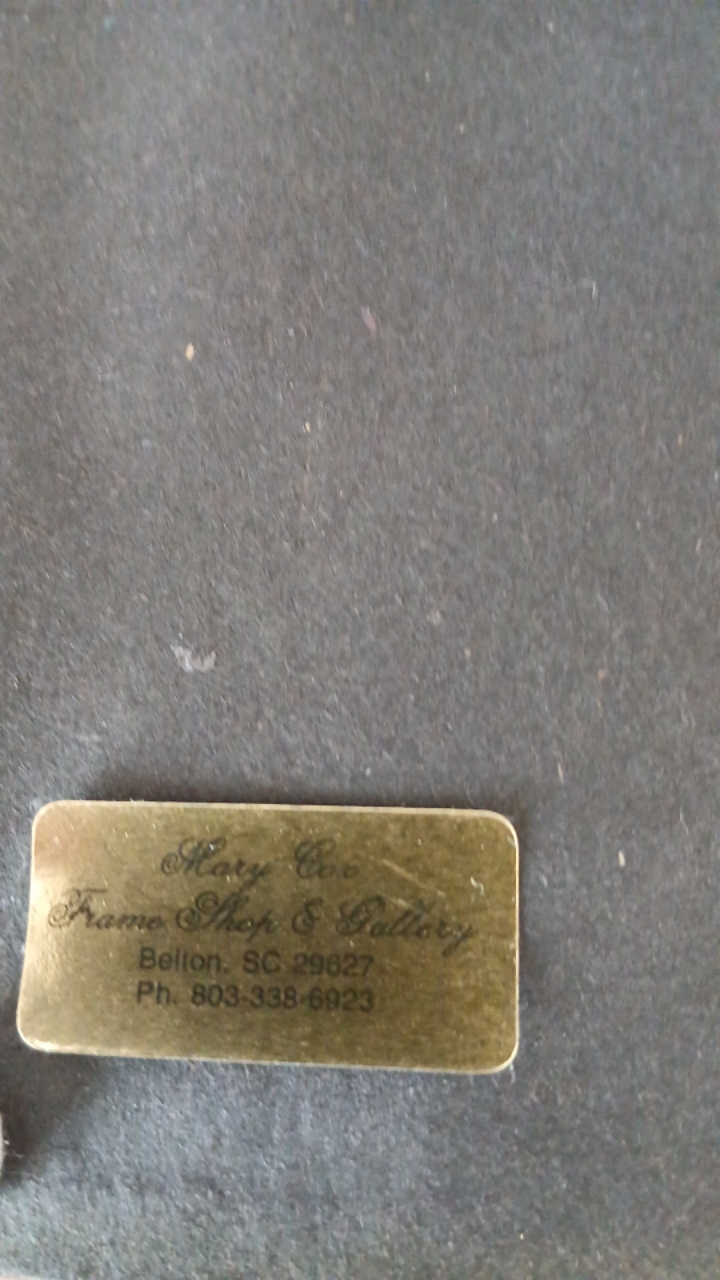 Mary Cox
Frame Shop & Gallery
Belton, SC 29627
Ph. 803-338-6923